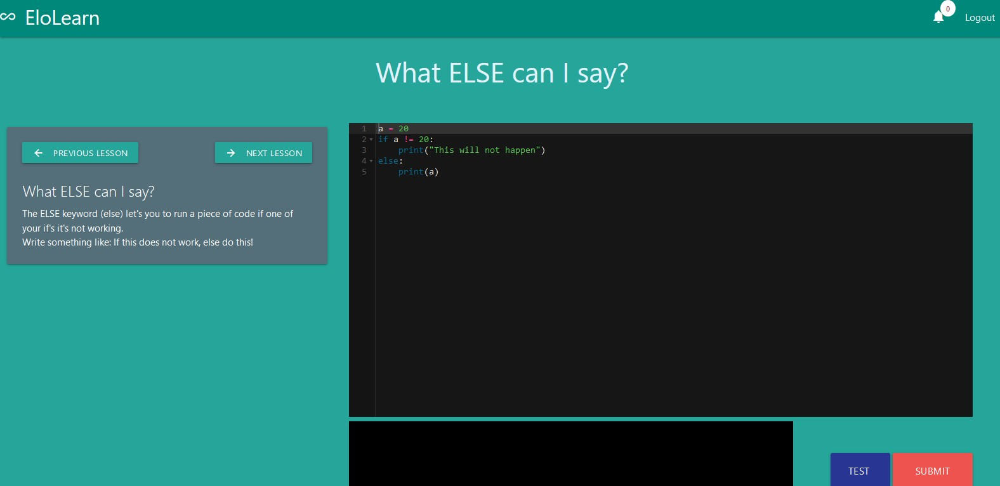 EloLearn
0
Logout
What ELSE can I say?
PREVIOUS LESSON
NEXT LESSON
What ELSE can I say?
The ELSE keyword (else) let's you to run a piece of code if one of
your if's it's not working.
Write something like: If this does not work, else do this!
1 a = 20
2 if a != 20:
3     print("This will not happen")
4 else:
5     print(a)
TEST
SUBMIT